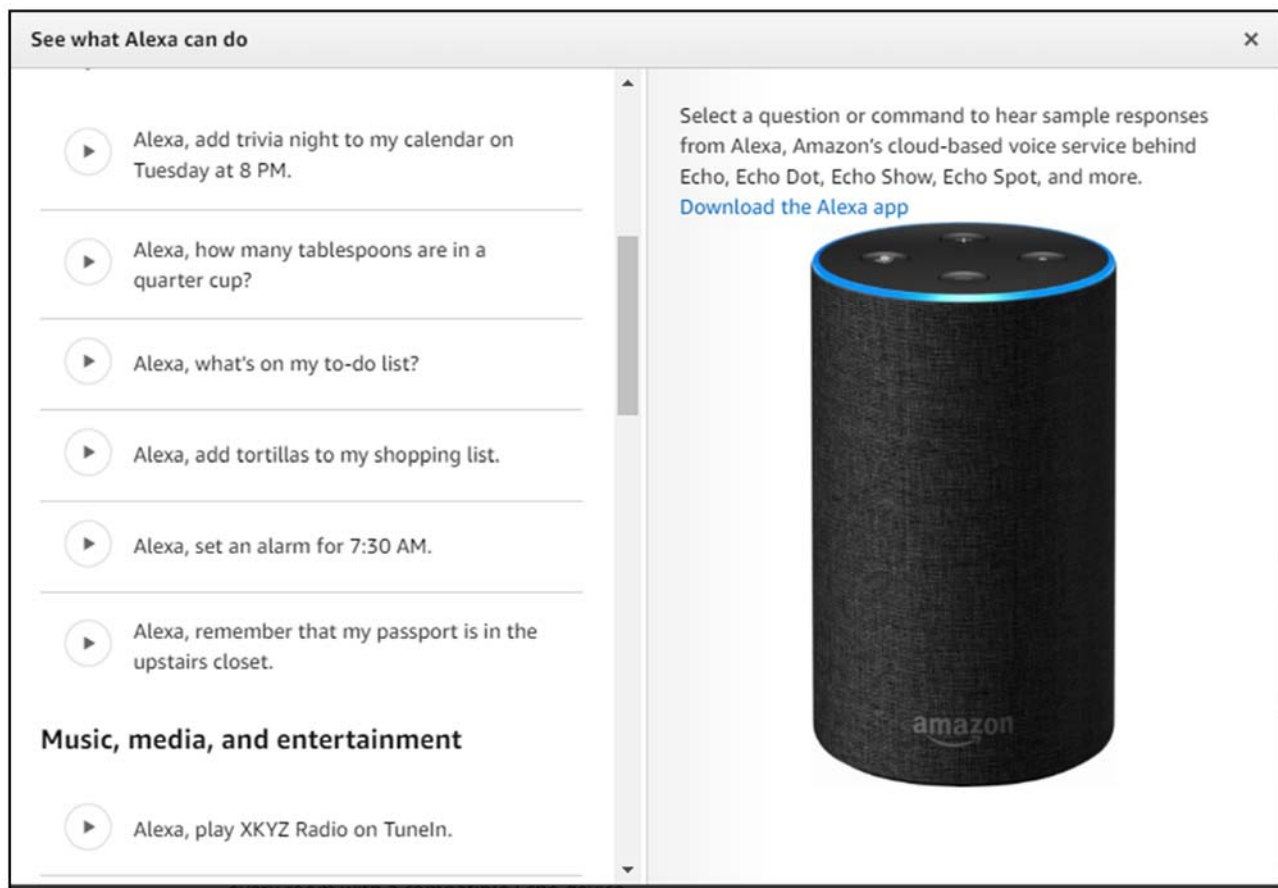 See what Alexa can do
Alexa, add trivia night to my calendar on
Tuesday at 8 PM.
Alexa, how many tablespoons are in a
quarter cup?
Alexa, what's on my to-do list?
Alexa, add tortillas to my shopping list.
Alexa, set an alarm for 7:30 AM.
Alexa, remember that my passport is in the
upstairs closet.
Music, media, and entertainment
Alexa, play XKYZ Radio on TuneIn.
Select a question or command to hear sample responses
from Alexa, Amazon's cloud-based voice service behind
Echo, Echo Dot, Echo Show, Echo Spot, and more.
Download the Alexa app
amazon